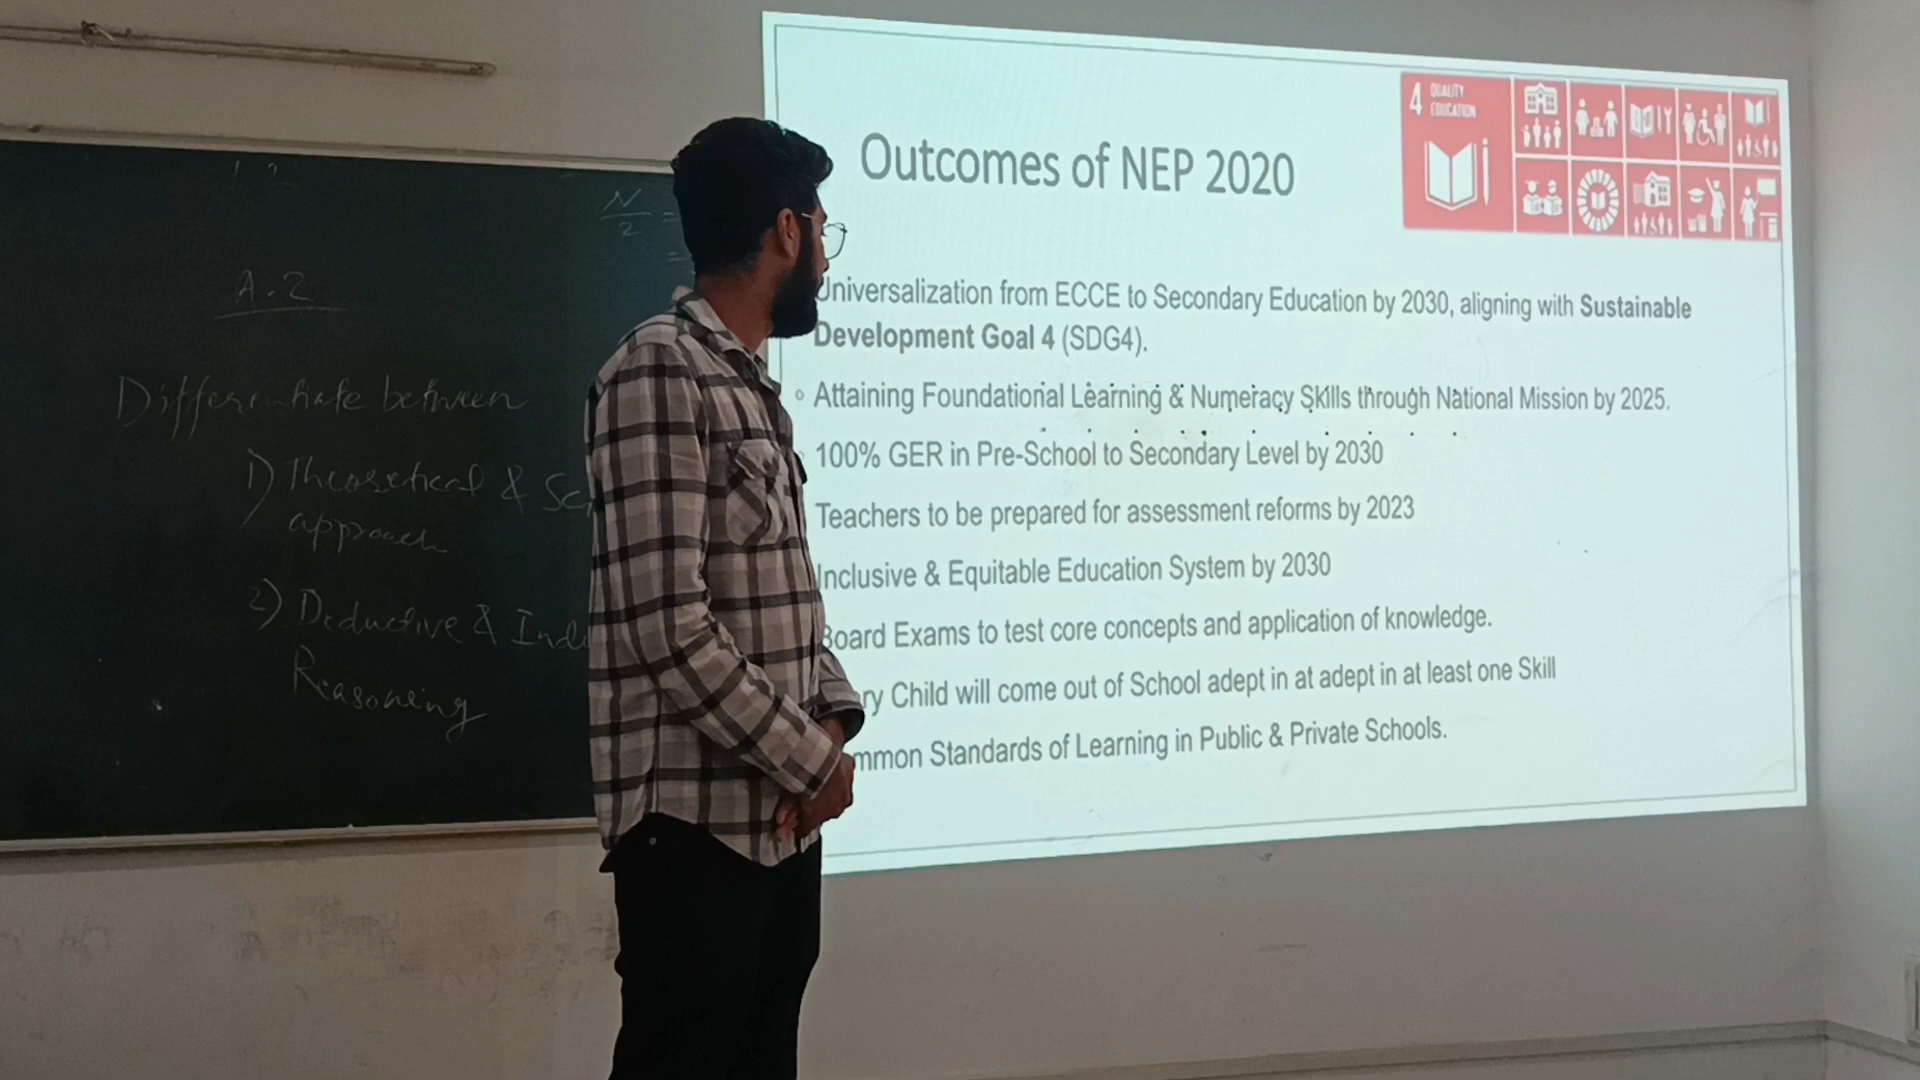 1 2
N/2 =
=
A.2
Differentiate between
1) Theoretical &
approach
2) Deductive &
Reasoning
4 QUALITY
EDUCATION
Outcomes of NEP 2020
Universalization from ECCE to Secondary Education by 2030, aligning with Sustainable
Development Goal 4 (SDG4).
Attaining Foundational Learning & Numeracy Skills through National Mission by 2025.
100% GER in Pre-School to Secondary Level by 2030
Teachers to be prepared for assessment reforms by 2023
Inclusive & Equitable Education System by 2030
Board Exams to test core concepts and application of knowledge.
Child will come out of School adept in at adept in at least one Skill
Standards of Learning in Public & Private Schools.